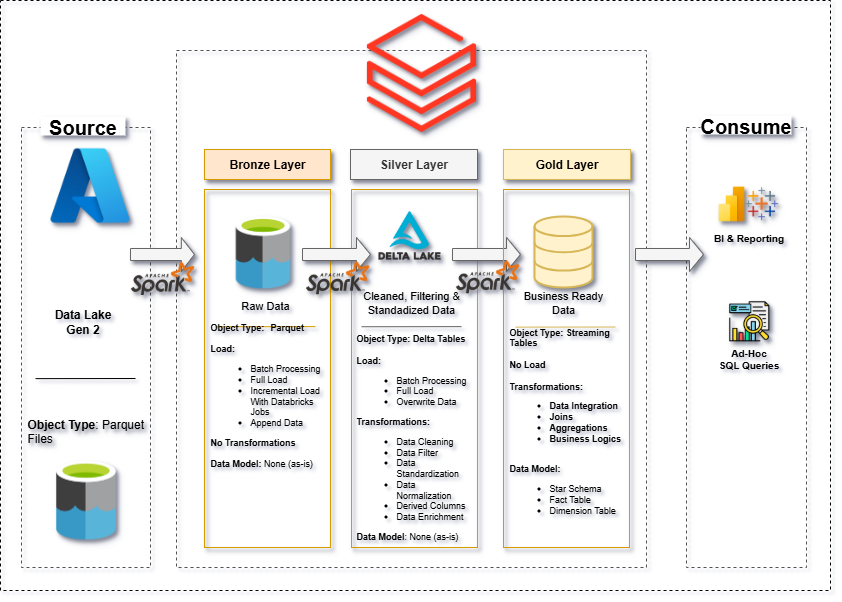 Source
Data Lake
Gen 2
Object Type: Parquet
Files
APACHE
Spark
Bronze Layer
Raw Data
Object Type: Parquet
Load:
Batch Processing
Full Load
Incremental Load
With Databricks
Jobs
Append Data
No Transformations
Data Model: None (as-is)
APACHE
Spark
Silver Layer
DELTA LAKE
Cleaned, Filtering &
Standadized Data
Object Type: Delta Tables
Load:
Batch Processing
Full Load
Overwrite Data
Transformations:
Data Cleaning
Data Filter
Data
Standardization
Data
Normalization
Derived Columns
Data Enrichment
Data Model: None (as-is)
APACHE
Spark
Gold Layer
Business Ready
Data
Object Type: Streaming
Tables
No Load
Transformations:
Data Integration
Joins
Aggregations
Business Logics
Data Model:
Star Schema
Fact Table
Dimension Table
Consume
BI & Reporting
Ad-Hoc
SQL Queries